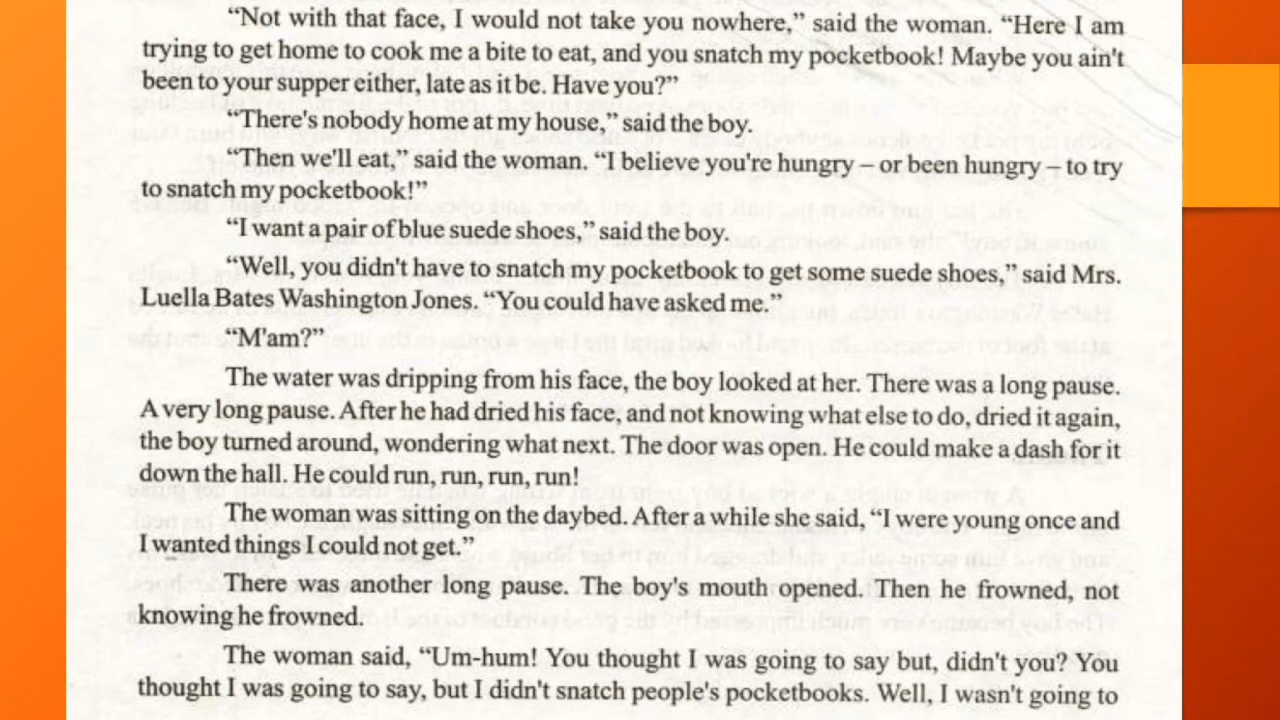 “Not with that face, I would not take you nowhere,” said the woman. “Here I am
trying to get home to cook me a bite to eat, and you snatch my pocketbook! Maybe you ain't
been to your supper either, late as it be. Have you?”
“There's nobody home at my house,” said the boy.
“Then we'll eat,” said the woman. “I believe you're hungry – or been hungry – to try
to snatch my pocketbook!”
“I want a pair of blue suede shoes,” said the boy.
“Well, you didn't have to snatch my pocketbook to get some suede shoes,” said Mrs.
Luella Bates Washington Jones. “You could have asked me.”
“M'am?”
The water was dripping from his face, the boy looked at her. There was a long pause.
A very long pause. After he had dried his face, and not knowing what else to do, dried it again,
the boy turned around, wondering what next. The door was open. He could make a dash for it
down the hall. He could run, run, run, run!
The woman was sitting on the daybed. After a while she said, “I were young once and
I wanted things I could not get.”
There was another long pause. The boy's mouth opened. Then he frowned, not
knowing he frowned.
The woman said, “Um-hum! You thought I was going to say but, didn't you? You
thought I was going to say, but I didn't snatch people's pocketbooks. Well, I wasn't going to